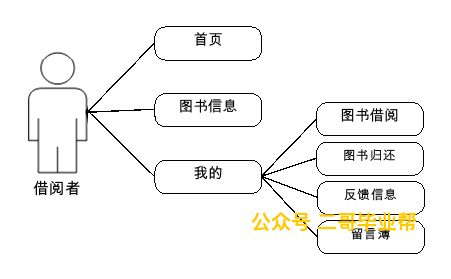 首页
图书信息
借阅者
我的
图书借阅
图书归还
反馈信息
公众号 二哥毕业帮
留言薄